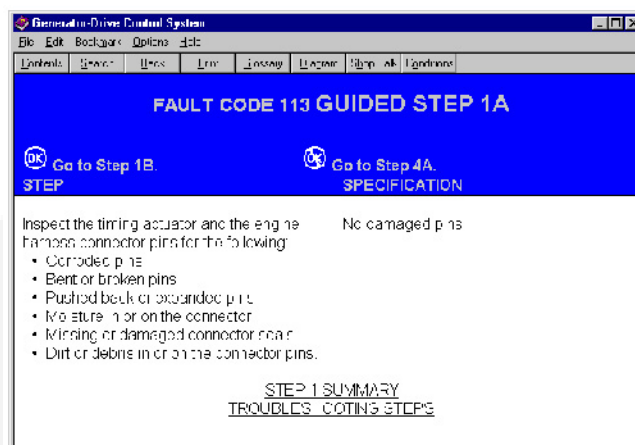 Generator-Drive Control System
File Edit Bookmark Options Help
Contents Search Back Print Glossary Diagram Shop Talk Conditions
FAULT CODE 113 GUIDED STEP 1A
OK Go to Step 1B. OK Go to Step 4A.
STEP SPECIFICATION
Inspect the timing actuator and the engine No damaged pins
harness connector pins for the following:
• Corroded pins
• Bent or broken pins
• Pushed back or expanded pins
• Moisture in or on the connector
• Missing or damaged connector seals
• Dirt or debris in or on the connector pins.
STEP 1 SUMMARY
TROUBLESHOOTING STEPS